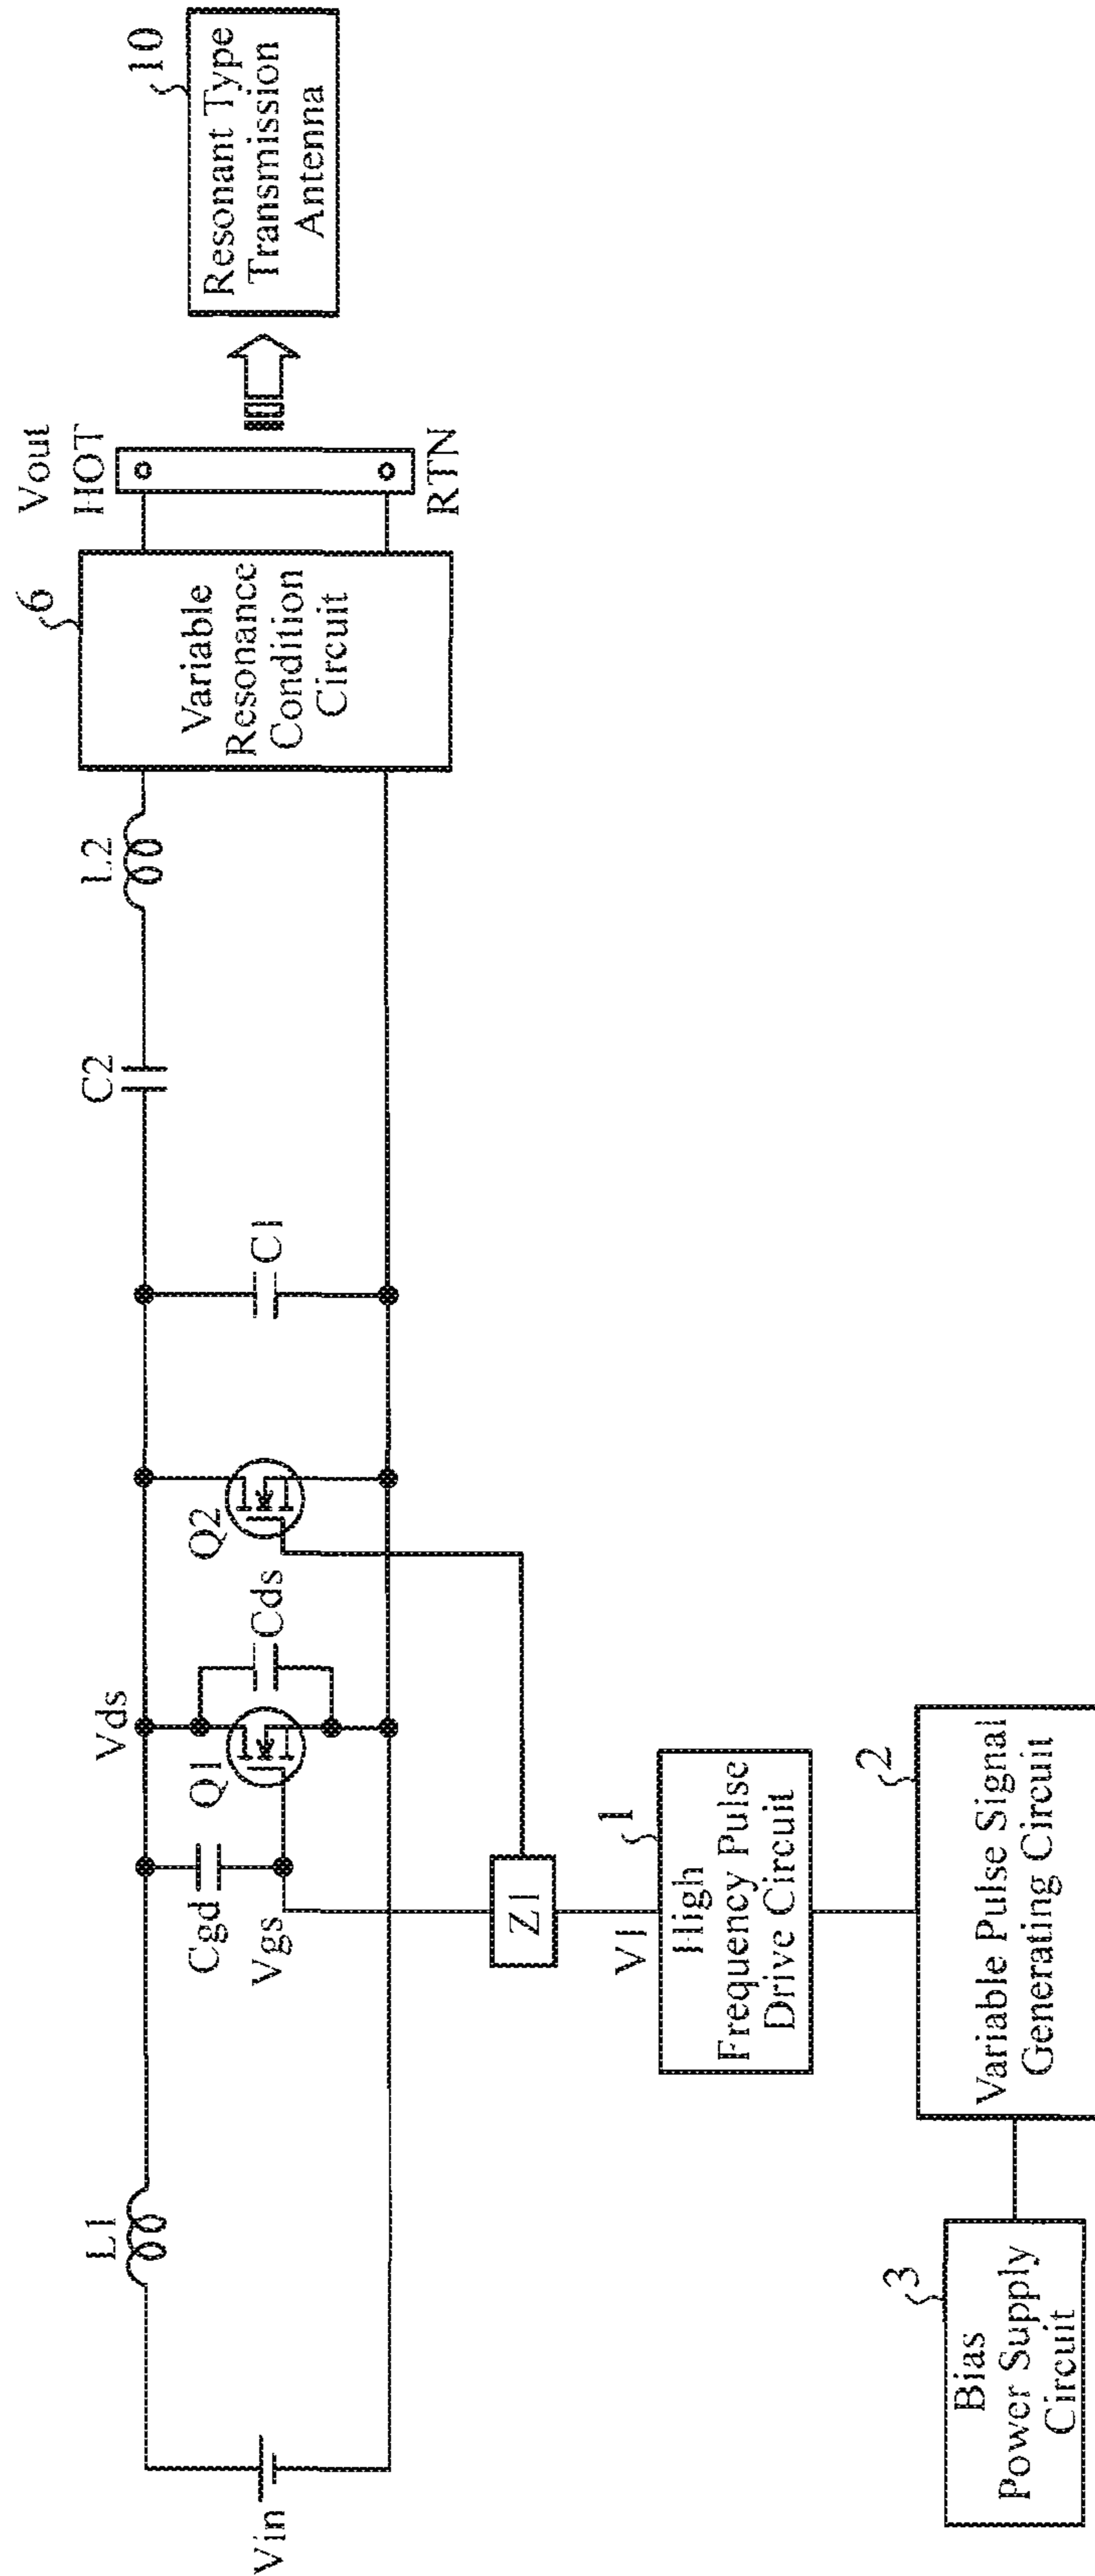 Vin
L1
Cgd
Vgs
Vds
Q1
Cds
Q2
C1
C2
L2
6
Variable
Resonance
Condition
Circuit
Vout
HOT
RTN
10
Resonant Type
Transmission
Antenna
Z1
V1
1
High
Frequency Pulse
Drive Circuit
2
Variable Pulse Signal
Generating Circuit
3
Bias
Power Supply
Circuit